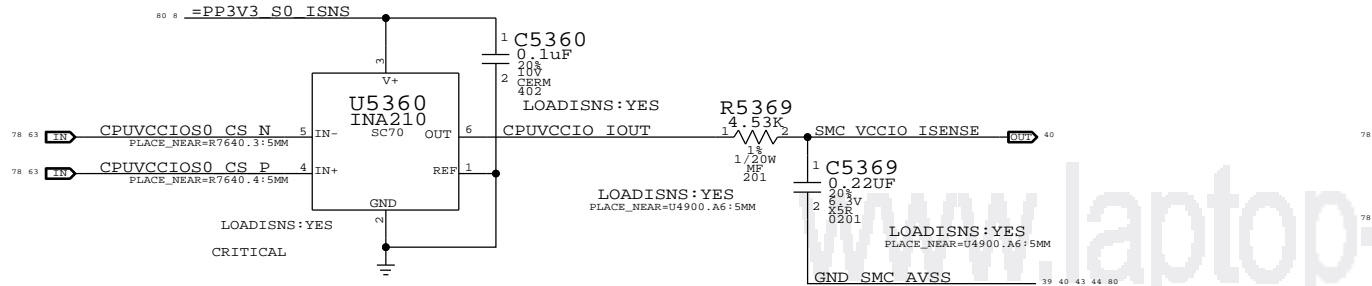 80 8 =PP3V3_S0_ISNS
3
V+
1 C5360
0.1uF
20%
10V
2 CERM
402
U5360
INA210
SC70
LOADISNS:YES
R5369
4.53K
78 63 IN CPUVCCIOS0_CS_N 5 IN- OUT 6 CPUVCCIO_IOUT 1 2 SMC_VCCIO_ISENSE OUT 40 78
PLACE_NEAR=R7640.3:5MM
1%
1/20W
MF
201
78 63 IN CPUVCCIOS0_CS_P 4 IN+ REF 1
PLACE_NEAR=R7640.4:5MM
1 C5369
0.22UF
20%
6.3V
2 X5R
0201
LOADISNS:YES
PLACE_NEAR=U4900.A6:5MM
GND
2
LOADISNS:YES
CRITICAL
LOADISNS:YES
PLACE_NEAR=U4900.A6:5MM
78
GND_SMC_AVSS 39 40 43 44 80
www.laptop-